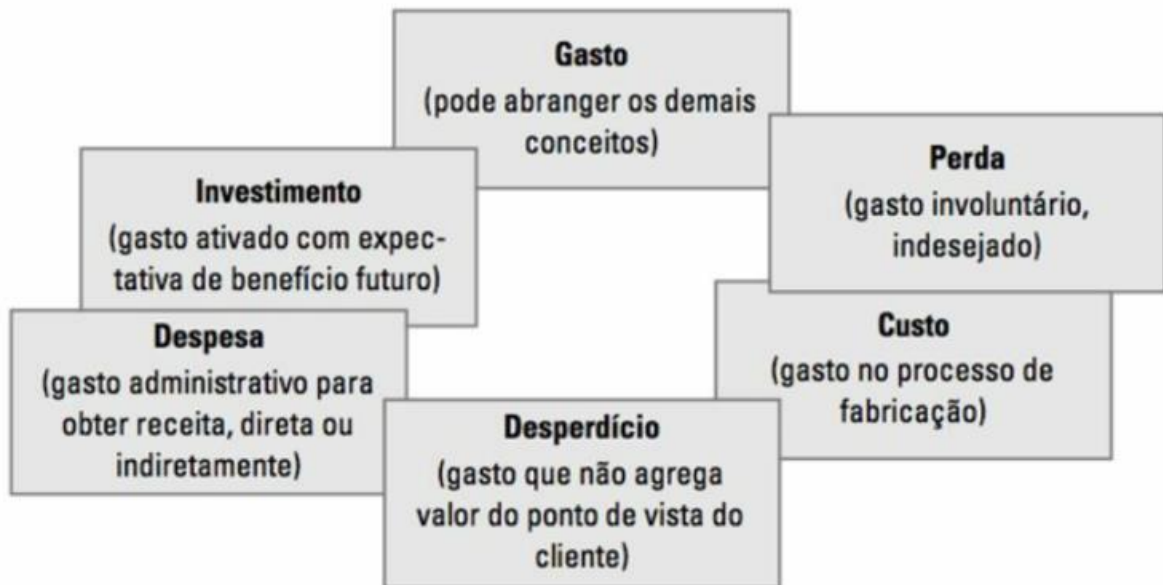 Gasto
(pode abranger os demais
conceitos)
Perda
(gasto involuntário,
indesejado)
Investimento
(gasto ativado com expec-
tativa de benefício futuro)
Custo
(gasto no processo de
fabricação)
Despesa
(gasto administrativo para
obter receita, direta ou
indiretamente)
Desperdício
(gasto que não agrega
valor do ponto de vista do
cliente)